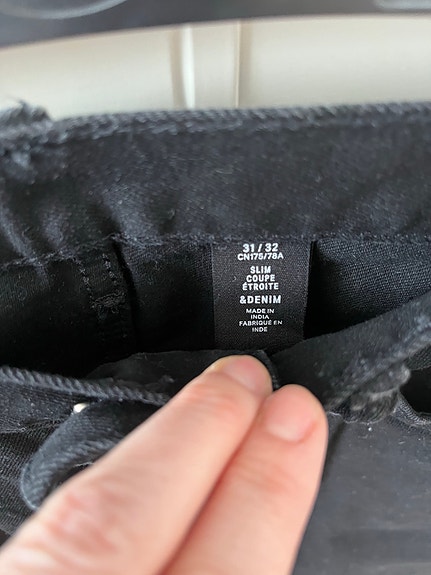 31 / 32
CN175/78A
SLIM
COUPE
ÉTROITE
&DENIM
MADE IN
INDIA
FABRIQUÉ EN
INDE